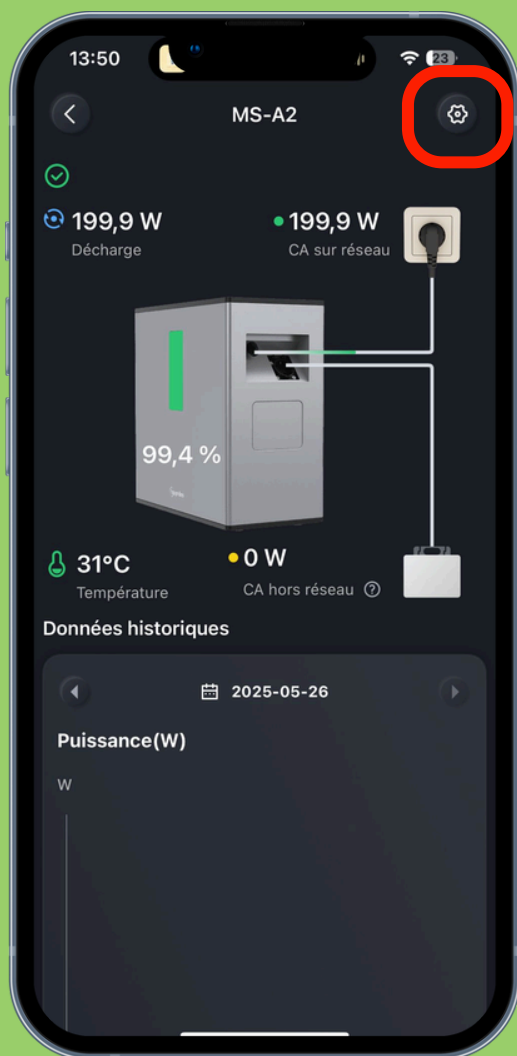 13:50
23
MS-A2
199,9 W
Décharge
199,9 W
CA sur réseau
99,4 %
31°C
Température
0 W
CA hors réseau ?
Données historiques
2025-05-26
Puissance(W)
W